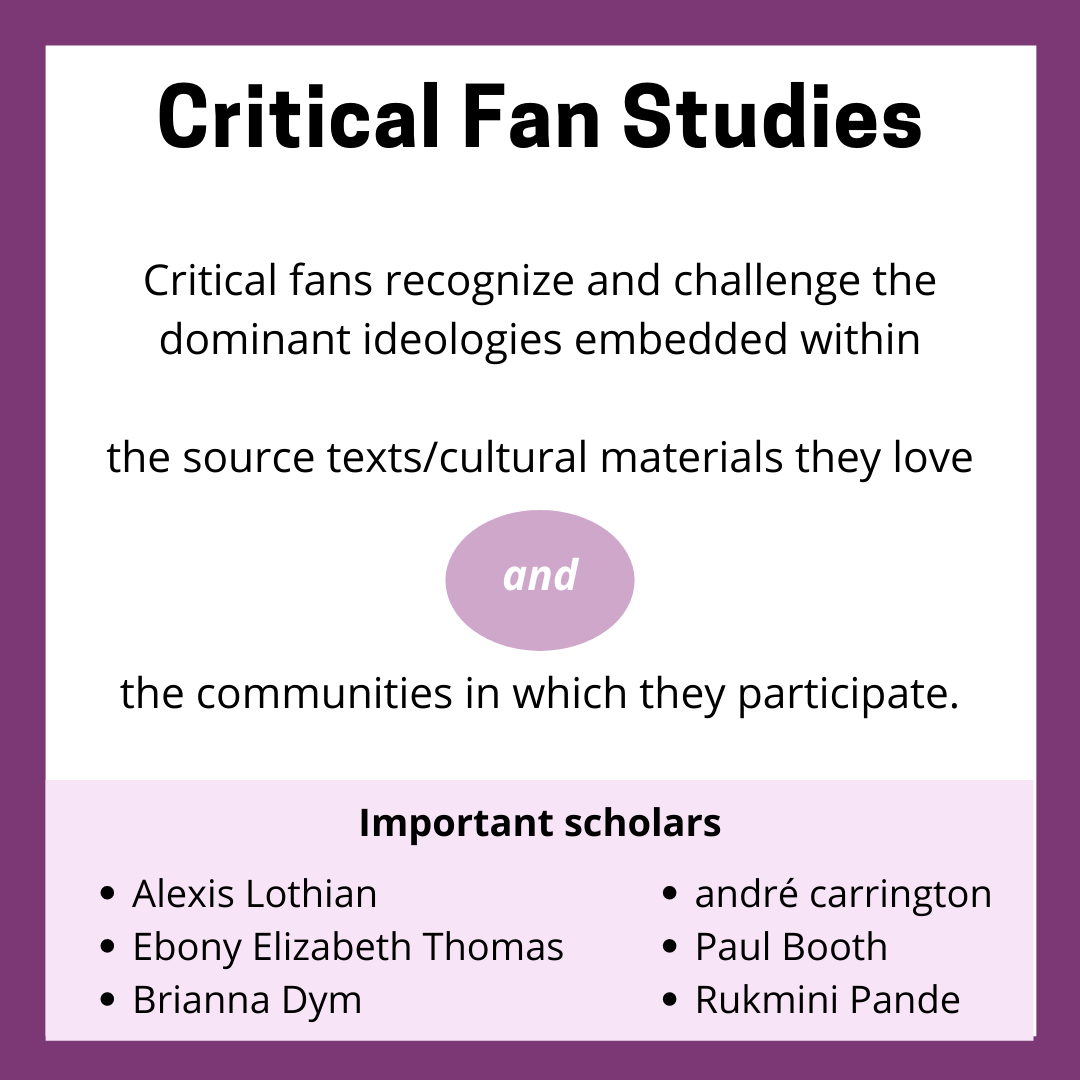 Critical Fan Studies
Critical fans recognize and challenge the
dominant ideologies embedded within
the source texts/cultural materials they love
and
the communities in which they participate.
Important scholars
• Alexis Lothian
• Ebony Elizabeth Thomas
• Brianna Dym
• andré carrington
• Paul Booth
• Rukmini Pande